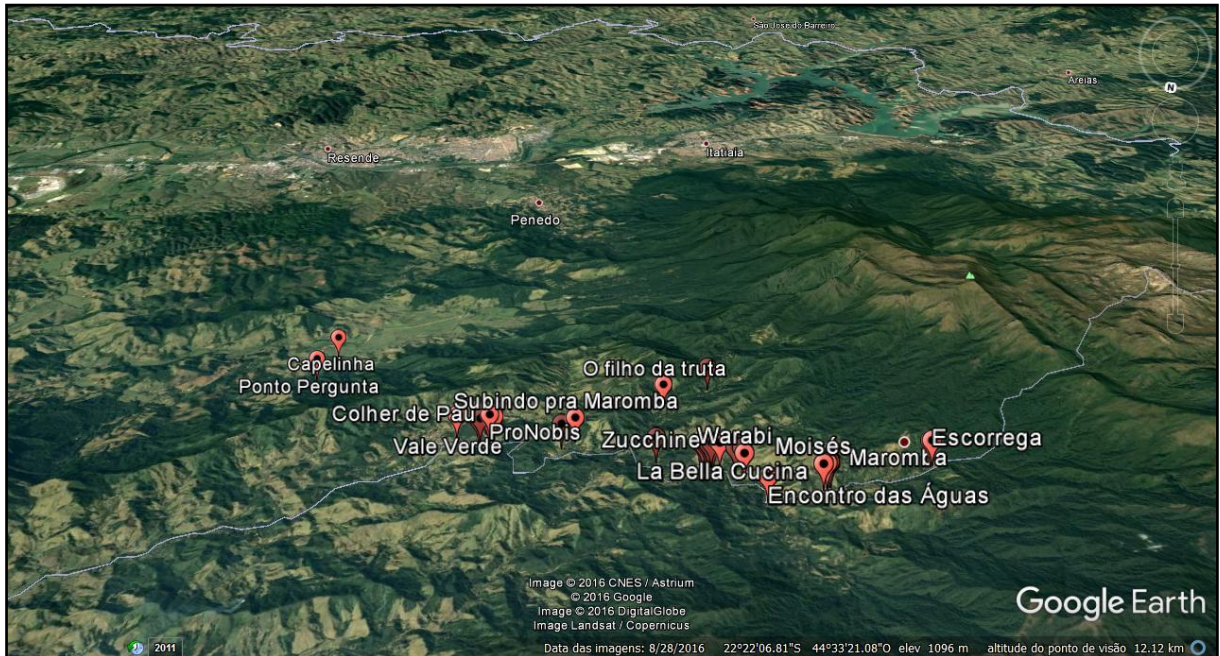 São José do Barreiro
Areias
N
Resende
Itatiaia
Penedo
Capelinha
Ponto Pergunta
O filho da truta
Colher de Pau
Subindo pra Maromba
Vale Verde
ProNobis
Zucchine
Warabi
Moisés
Maromba
Escorrega
La Bella Cucina
Encontro das Águas
Image © 2016 CNES / Astrium
© 2016 Google
Image © 2016 DigitalGlobe
Image Landsat / Copernicus
Google Earth
2011
Data das imagens: 8/28/2016 22°22'06.81"S 44°33'21.08"O elev 1096 m altitude do ponto de visão 12.12 km